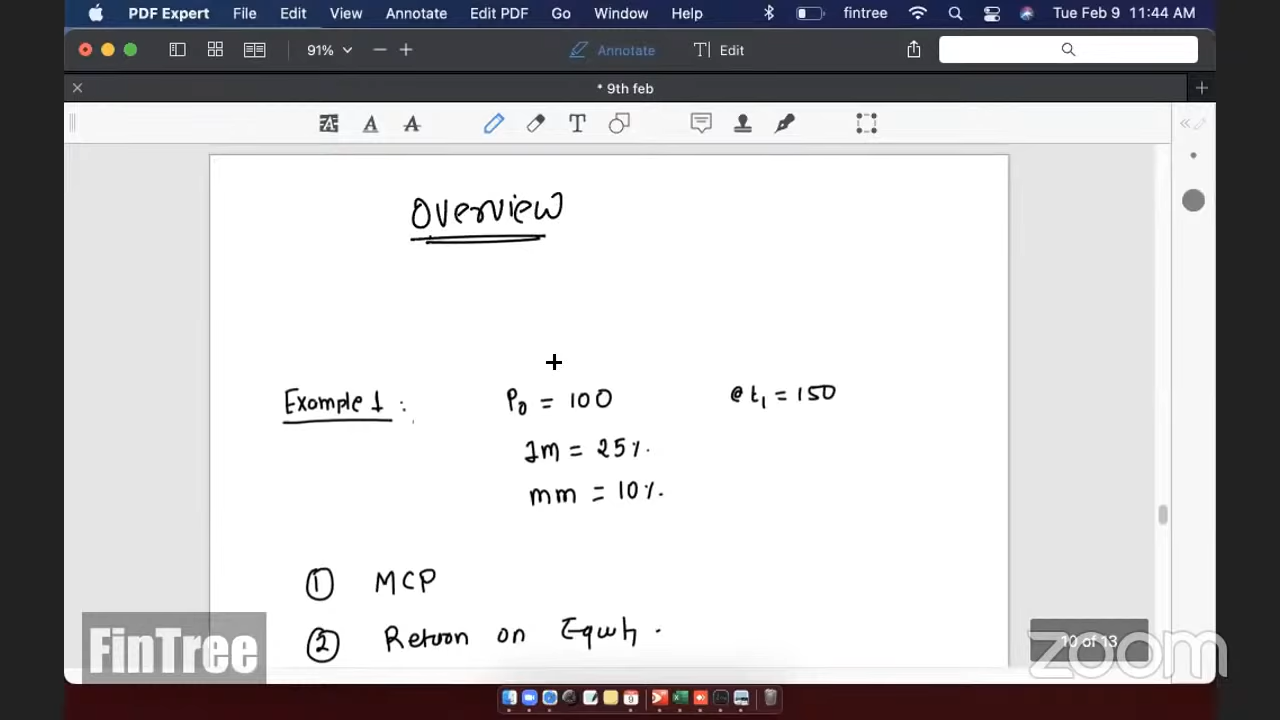 PDF Expert File Edit View Annotate Edit PDF Go Window Help fintree Tue Feb 9 11:44 AM
91% Annotate T Edit
* 9th feb
A A A T
Overview
Example 1 : P0 = 100 @ t1 = 150
Im = 25%.
mm = 10%.
① MCP
② Return on Equity.
FinTree
10 of 13
zoom
9